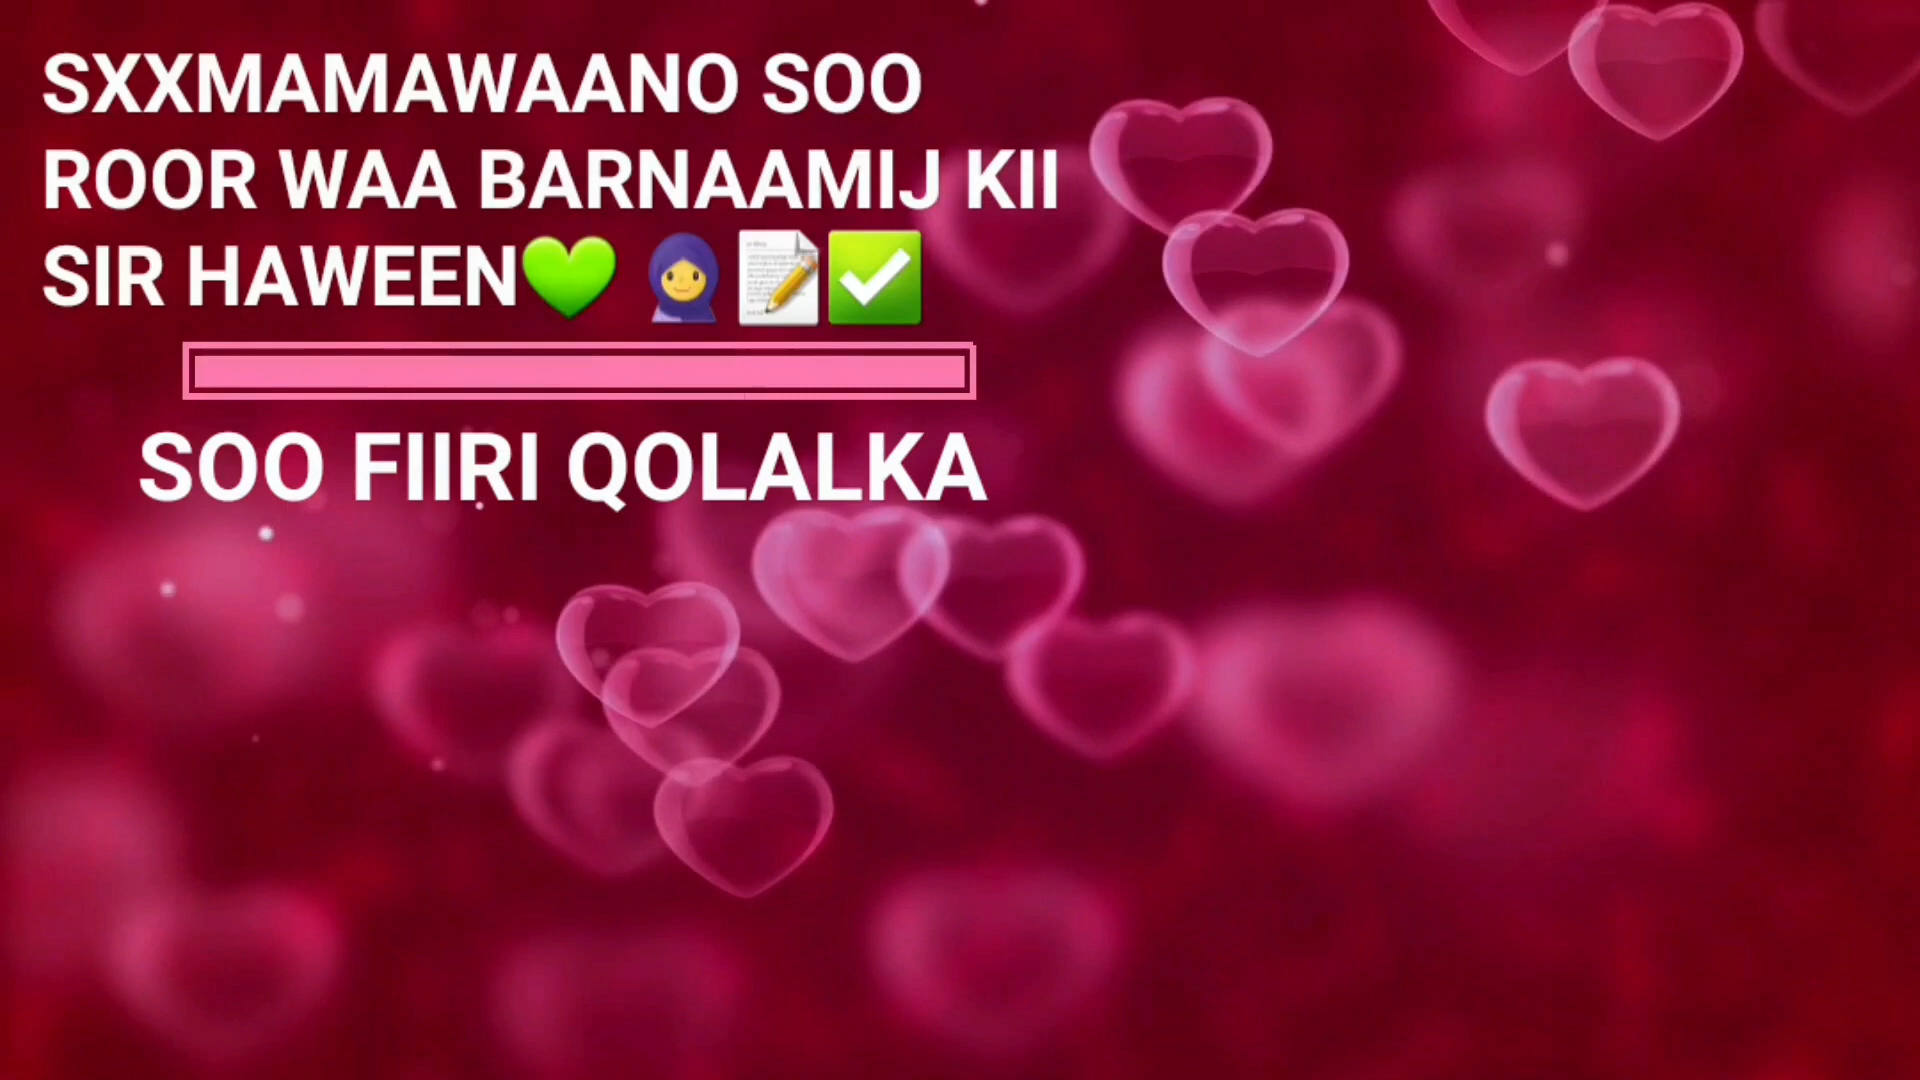 SXXMAMAWAANO SOO
ROOR WAA BARNAAMIJ KII
SIR HAWEEN💚 🧕📝✅
SOO FIIRI QOLALKA